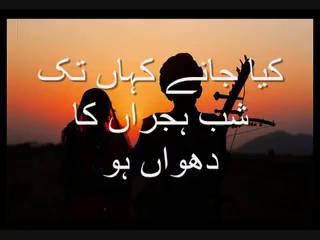 کیا جانے کہاں تک
شب ہجراں کا
دھواں ہو